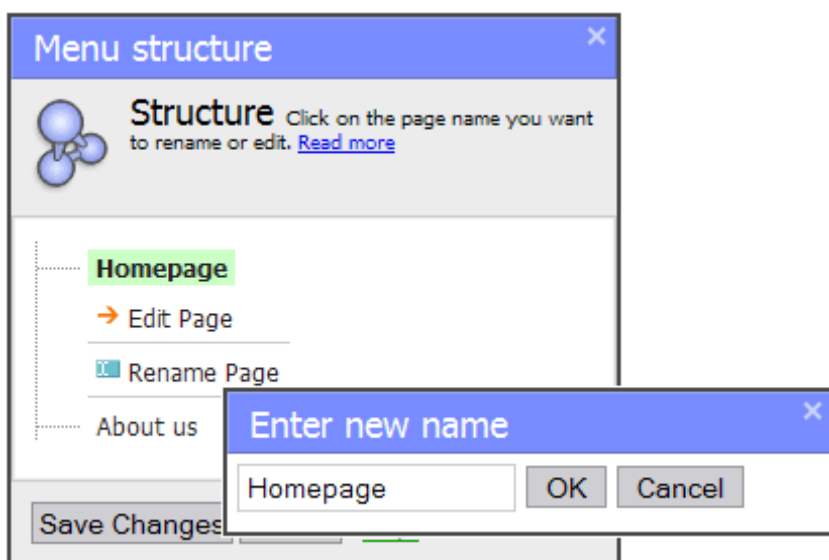 Menu structure
Structure Click on the page name you want
to rename or edit. Read more
Homepage
Edit Page
Rename Page
About us
Enter new name
Homepage OK Cancel
Save Changes